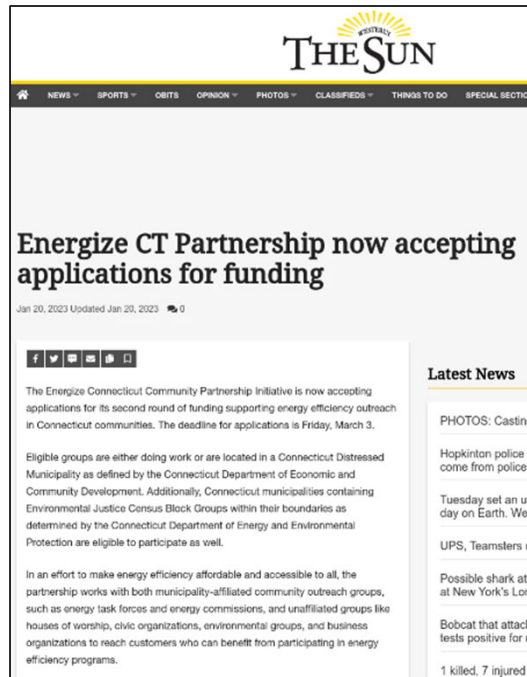 WESTERLY
THE SUN
NEWS SPORTS OBITS OPINION PHOTOS CLASSIFIEDS THINGS TO DO SPECIAL
Energize CT Partnership now accepting
applications for funding
Jan 20, 2023 Updated Jan 20, 2023 0
The Energize Connecticut Community Partnership Initiative is now accepting
applications for its second round of funding supporting energy efficiency outreach
in Connecticut communities. The deadline for applications is Friday, March 3.
Eligible groups are either doing work or are located in a Connecticut Distressed
Municipality as defined by the Connecticut Department of Economic and
Community Development. Additionally, Connecticut municipalities containing
Environmental Justice Census Block Groups within their boundaries as
determined by the Connecticut Department of Energy and Environmental
Protection are eligible to participate as well.
In an effort to make energy efficiency affordable and accessible to all, the
partnership works with both municipality-affiliated community outreach groups,
such as energy task forces and energy commissions, and unaffiliated groups like
houses of worship, civic organizations, environmental groups, and business
organizations to reach customers who can benefit from participating in energy
efficiency programs.
Latest News
PHOTOS:
Hopkinton police
come from
Tuesday set an
day on Earth.
UPS, Teamsters
Possible shark
at New York's
Bobcat that
tests positive for
1 killed, 7 injured